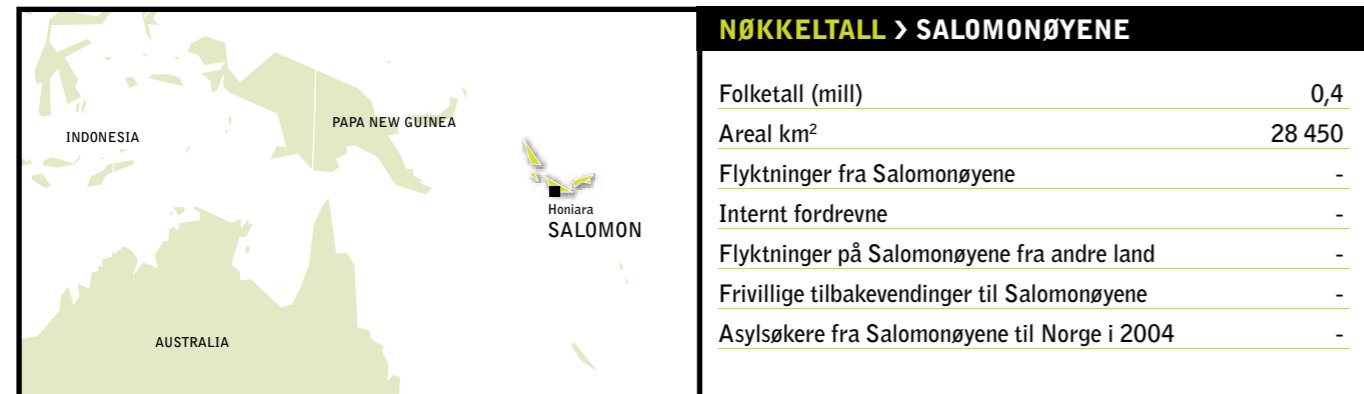 INDONESIA
PAPA NEW GUINEA
Honiara
SALOMON
AUSTRALIA
NØKKELTALL > SALOMONØYENE
Folketall (mill) 0,4
Areal km² 28 450
Flyktninger fra Salomonøyene -
Internt fordrevne -
Flyktninger på Salomonøyene fra andre land -
Frivillige tilbakevendinger til Salomonøyene -
Asylsøkere fra Salomonøyene til Norge i 2004 -